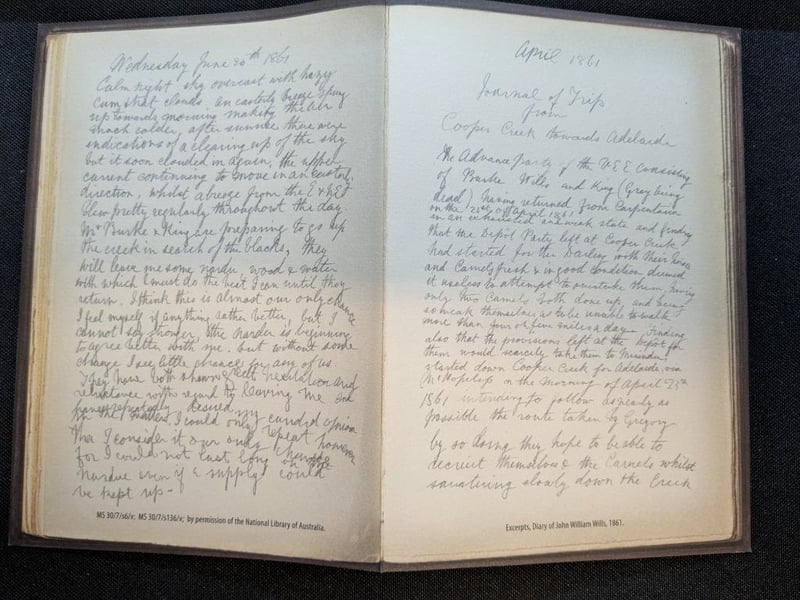 Wednesday June 20th 1861
Calm night sky overcast with hazy
cum strat clouds. An easterly breeze sprung
up towards morning making the air
much colder, after sunrise there were
indications of a clearing up of the sky
but it soon clouded in again, the upper
current continuing to move in an easterly
direction, whilst a breeze from the E & NE
blew pretty regularly throughout the day
Mr Burke & King are preparing to go up
the creek in search of the blacks, they
will leave me some nardu wood & water
with which I must do the best I can until they
return. I think this is almost our only chance
I feel myself if anything rather better, but I
cannot say stronger, the nardu is beginning
to agree better with me. but without some
change I see little chance for any of us
They have both shewn great hesitation and
reluctance with regard to leaving me and
have repeatedly desired my candid opinion
in the matter. I could only repeat however
that I consider it our only chance
for I could not last long on the
nardu even if a supply could
be kept up -
MS 30/7/s6/v; MS 30/7/s136/v; by permission of the National Library of Australia.
April 1861
Journal of Trip
from
Cooper Creek towards Adelaide
The Advance Party of the V.E.E consisting
of Burke Wills and King (Grey being
dead), having returned from Carpentaria
on the 21st of April 1861
in an exhausted and weak state and finding
that the Depôt Party left at Cooper Creek
had started for the Darling with their horses
and Camels fresh & in good condition deemed
it useless to attempt to overtake them, having
only two Camels both done up, and being
so weak themselves as to be unable to walk
more than four or five miles a day. Finding
also that the provisions left at the Depôt for
them would scarcely take them to Menindie
started down Cooper Creek for Adelaide, via
Mt Hopeless on the morning of April 23rd
1861 intending to follow as nearly as
possible the route taken by Gregory.
by so doing they hope to be able to
recruit themselves & the Camels whilst
sauntering slowly down the Creek
Excerpts, Diary of John William Wills, 1861.